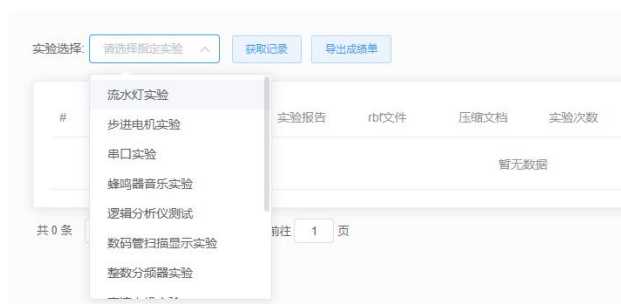 实验选择: 请选择指定实验 获取记录 导出成绩单
流水灯实验
# 实验报告 rbf文件 压缩文档 实验次数
步进电机实验
串口实验
暂无数据
蜂鸣器音乐实验
逻辑分析仪测试
共 0 条 前往 1 页
数码管扫描显示实验
整数分频器实验